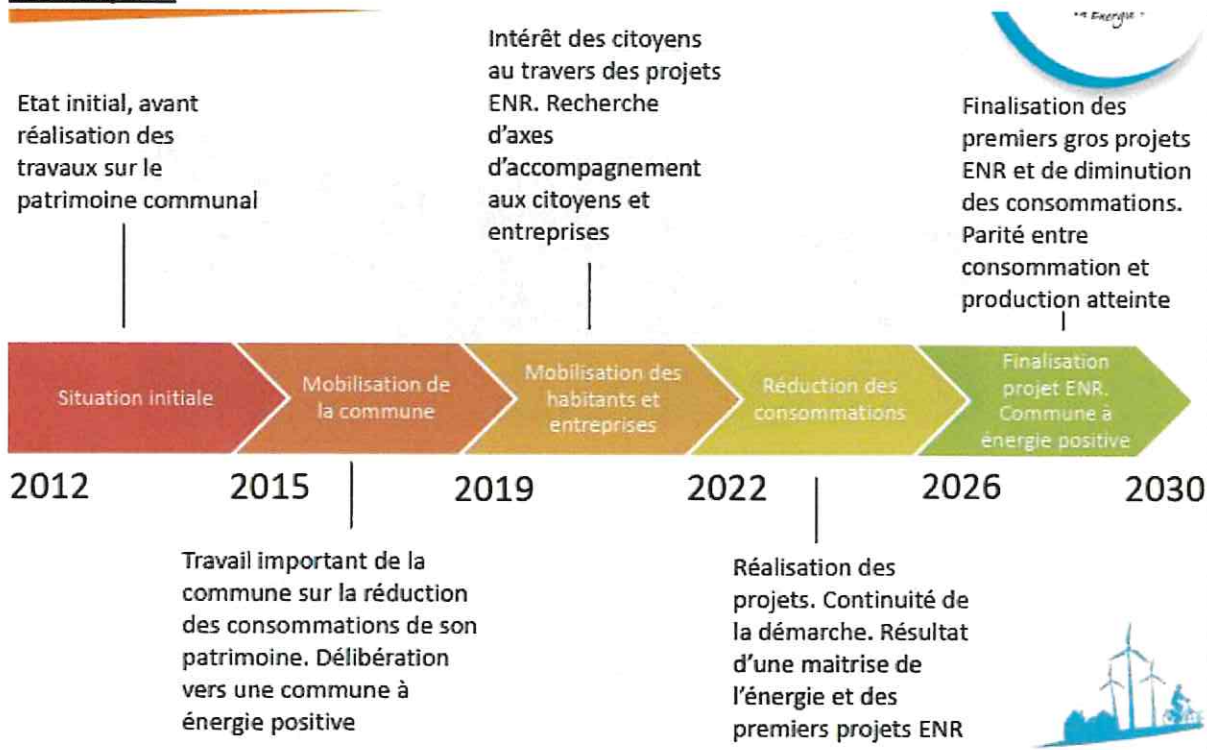 a Energie
Etat initial, avant
réalisation des
travaux sur le
patrimoine communal
Intérêt des citoyens
au travers des projets
ENR. Recherche
d'axes
d'accompagnement
aux citoyens et
entreprises
Finalisation des
premiers gros projets
ENR et de diminution
des consommations.
Parité entre
consommation et
production atteinte
Situation initiale
Mobilisation de
la commune
Mobilisation des
habitants et
entreprises
Réduction des
consommations
Finalisation
projet ENR.
Commune à
énergie positive
2012
2015
2019
2022
2026
2030
Travail important de la
commune sur la réduction
des consommations de son
patrimoine. Délibération
vers une commune à
énergie positive
Réalisation des
projets. Continuité de
la démarche. Résultat
d'une maitrise de
l'énergie et des
premiers projets ENR